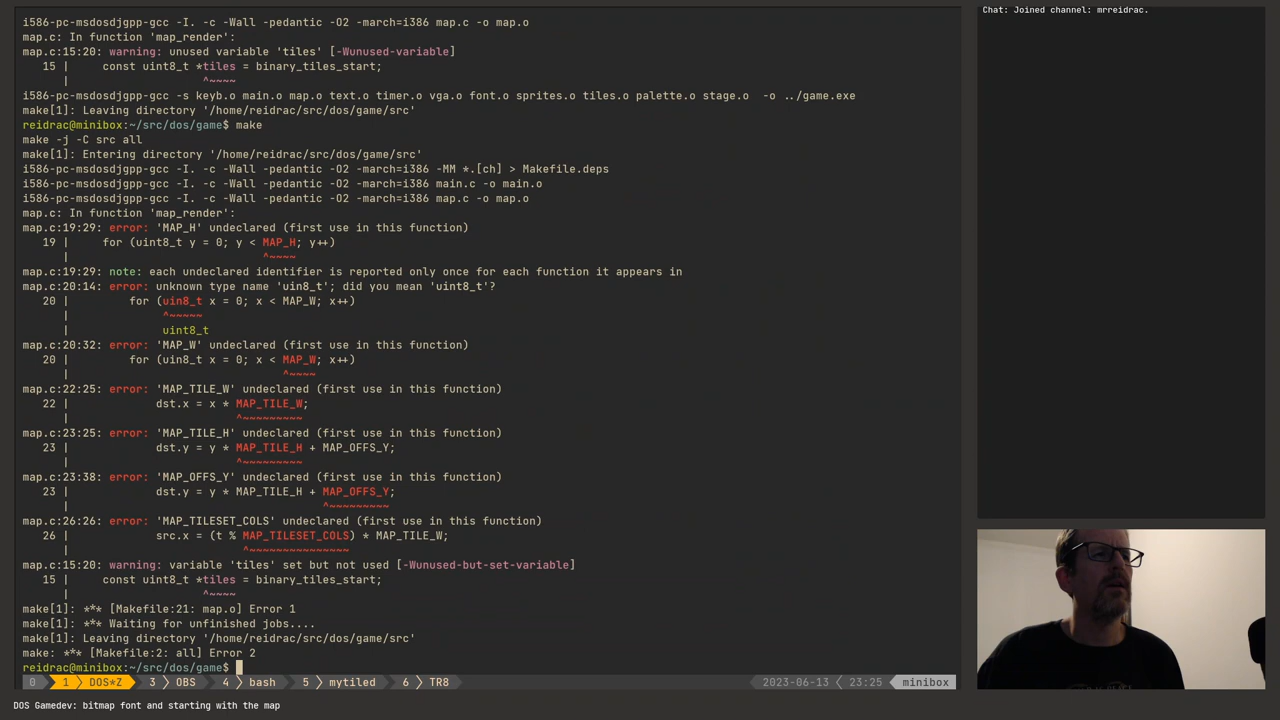 i586-pc-msdosdjgpp-gcc -I. -c -Wall -pedantic -O2 -march=i386 map.c -o map.o
map.c: In function 'map_render':
map.c:15:20: warning: unused variable 'tiles' [-Wunused-variable]
15 |     const uint8_t *tiles = binary_tiles_start;
|                    ^~~~~
i586-pc-msdosdjgpp-gcc -s keyb.o main.o map.o text.o timer.o vga.o font.o sprites.o tiles.o palette.o stage.o  -o ../game.exe
make[1]: Leaving directory '/home/reidrac/src/dos/game/src'
reidrac@minibox:~/src/dos/game$ make
make -j -C src all
make[1]: Entering directory '/home/reidrac/src/dos/game/src'
i586-pc-msdosdjgpp-gcc -I. -c -Wall -pedantic -O2 -march=i386 -MM *.[ch] > Makefile.deps
i586-pc-msdosdjgpp-gcc -I. -c -Wall -pedantic -O2 -march=i386 main.c -o main.o
i586-pc-msdosdjgpp-gcc -I. -c -Wall -pedantic -O2 -march=i386 map.c -o map.o
map.c: In function 'map_render':
map.c:19:29: error: 'MAP_H' undeclared (first use in this function)
19 |     for (uint8_t y = 0; y < MAP_H; y++)
|                             ^~~~~
map.c:19:29: note: each undeclared identifier is reported only once for each function it appears in
map.c:20:14: error: unknown type name 'uin8_t'; did you mean 'uint8_t'?
20 |         for (uin8_t x = 0; x < MAP_W; x++)
|              ^~~~~~
|              uint8_t
map.c:20:32: error: 'MAP_W' undeclared (first use in this function)
20 |         for (uin8_t x = 0; x < MAP_W; x++)
|                                ^~~~~
map.c:22:25: error: 'MAP_TILE_W' undeclared (first use in this function)
22 |             dst.x = x * MAP_TILE_W;
|                         ^~~~~~~~~~
map.c:23:25: error: 'MAP_TILE_H' undeclared (first use in this function)
23 |             dst.y = y * MAP_TILE_H + MAP_OFFS_Y;
|                         ^~~~~~~~~~
map.c:23:38: error: 'MAP_OFFS_Y' undeclared (first use in this function)
23 |             dst.y = y * MAP_TILE_H + MAP_OFFS_Y;
|                                      ^~~~~~~~~~
map.c:26:26: error: 'MAP_TILESET_COLS' undeclared (first use in this function)
26 |             src.x = (t % MAP_TILESET_COLS) * MAP_TILE_W;
|                          ^~~~~~~~~~~~~~~~
map.c:15:20: warning: variable 'tiles' set but not used [-Wunused-but-set-variable]
15 |     const uint8_t *tiles = binary_tiles_start;
|                    ^~~~~
make[1]: *** [Makefile:21: map.o] Error 1
make[1]: *** Waiting for unfinished jobs....
make[1]: Leaving directory '/home/reidrac/src/dos/game/src'
make: *** [Makefile:2: all] Error 2
reidrac@minibox:~/src/dos/game$
0 1 DOS*Z 3 OBS 4 bash 5 mytiled 6 TR8 2023-06-13 23:25 minibox
Chat: Joined channel: mrreidrac.
DOS Gamedev: bitmap font and starting with the map